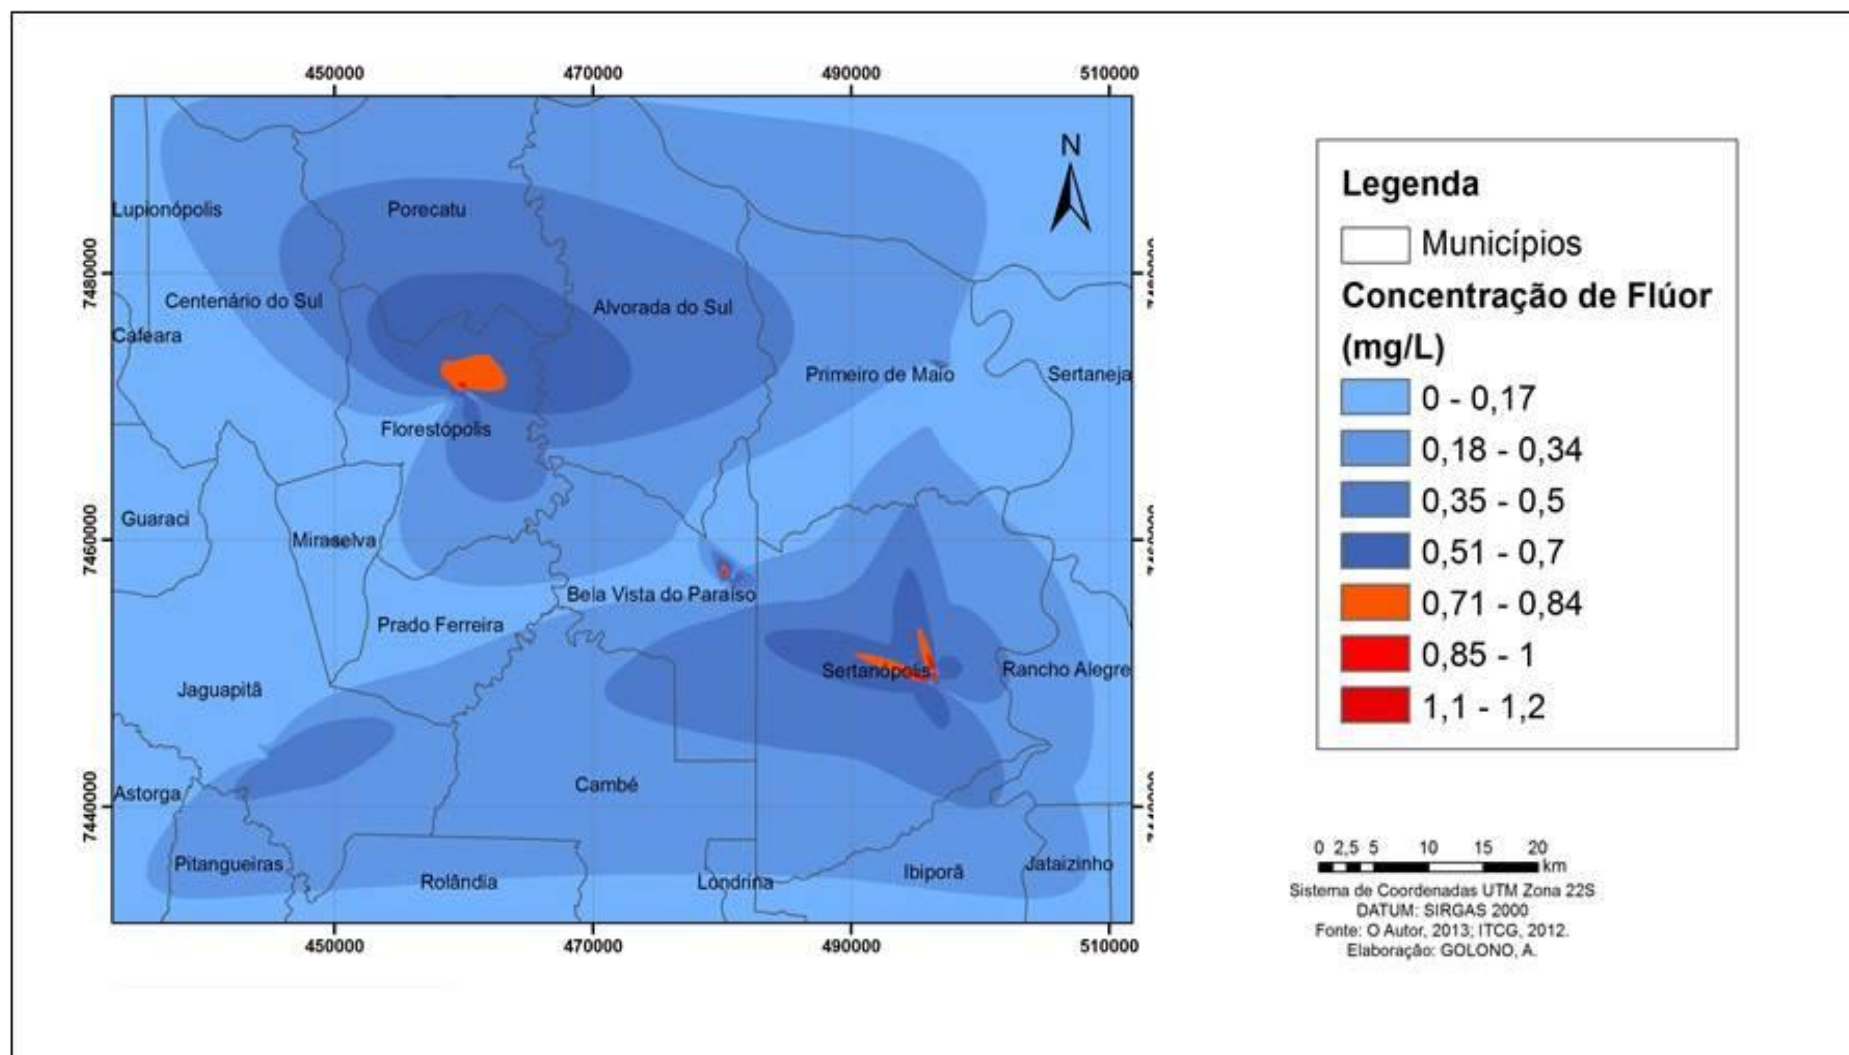 450000
470000
490000
510000
N
Lupionópolis
Porecatu
7480000
Centenário do Sul
Alvorada do Sul
Cafeara
Primeiro de Maio
Sertaneja
Florestópolis
Guaraci
Miraselva
7460000
Bela Vista do Paraíso
Prado Ferreira
Sertanópolis
Rancho Alegre
Jaguapitã
Astorga
Cambé
7440000
Pitangueiras
Rolândia
Londrina
Ibiporã
Jataizinho
450000
470000
490000
510000
Legenda
Municípios
Concentração de Flúor
(mg/L)
0 - 0,17
0,18 - 0,34
0,35 - 0,5
0,51 - 0,7
0,71 - 0,84
0,85 - 1
1,1 - 1,2
0 2,5 5 10 15 20
km
Sistema de Coordenadas UTM Zona 22S
DATUM: SIRGAS 2000
Fonte: O Autor, 2013; ITCG, 2012.
Elaboração: GOLONO, A.